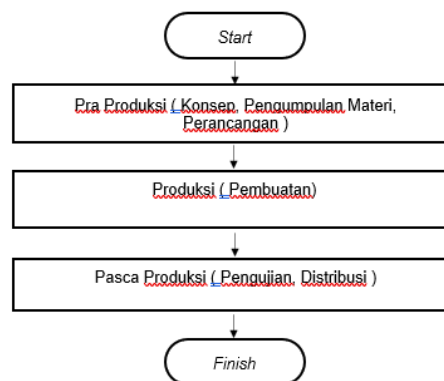 Start
Pra Produksi ( Konsep, Pengumpulan Materi,
Perancangan )
Produksi ( Pembuatan)
Pasca Produksi ( Pengujian, Distribusi )
Finish